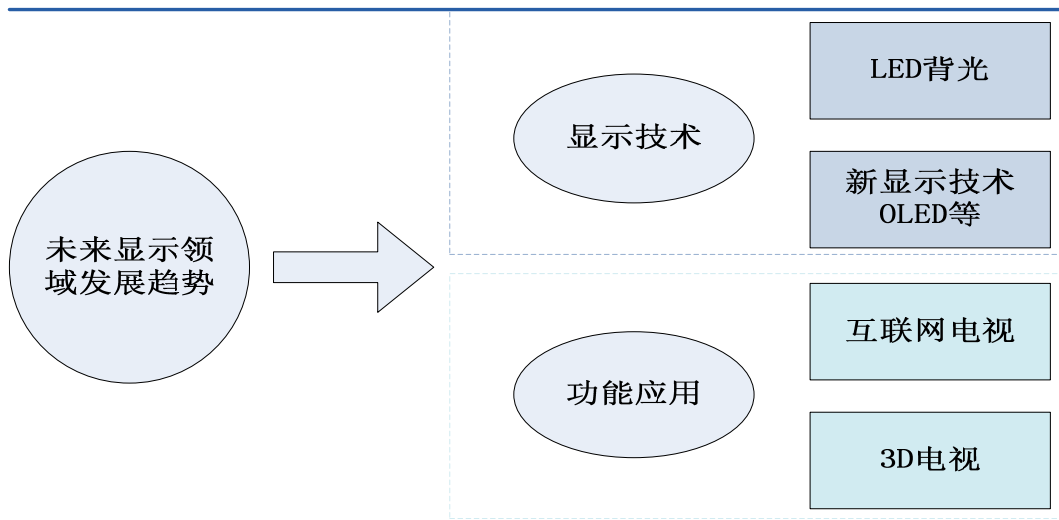 未来显示领
域发展趋势
显示技术
LED背光
新显示技术
OLED等
功能应用
互联网电视
3D电视